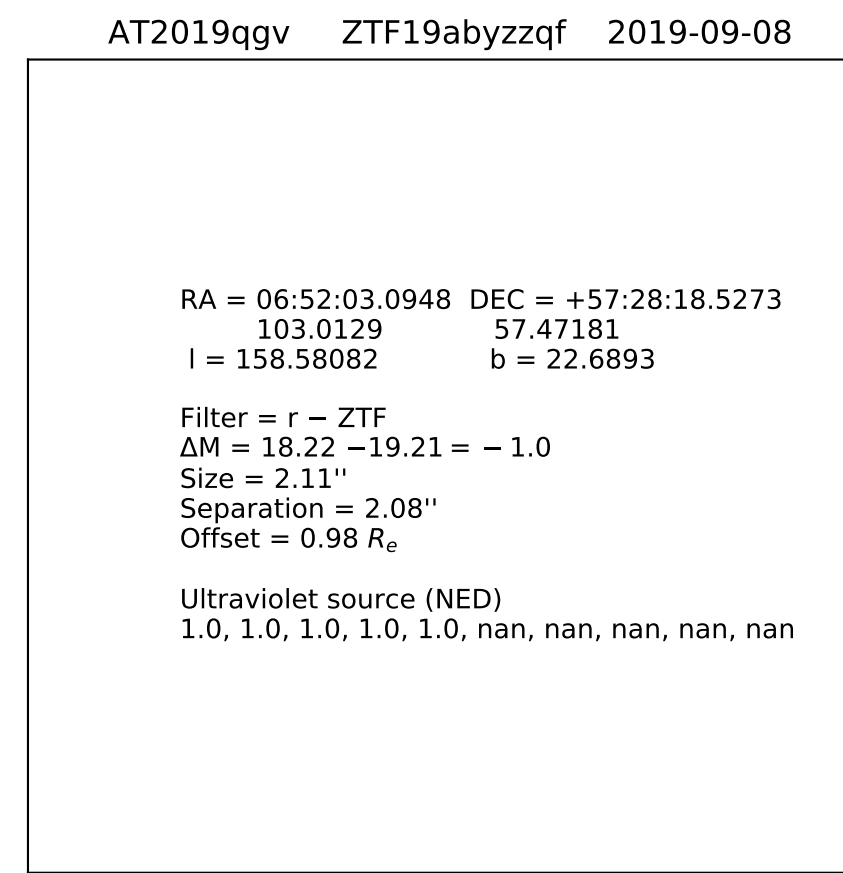 AT2019qgv ZTF19abyzzqf 2019-09-08
RA = 06:52:03.0948 DEC = +57:28:18.5273
103.0129 57.47181
l = 158.58082 b = 22.6893
Filter = r − ZTF
ΔM = 18.22 −19.21 = − 1.0
Size = 2.11''
Separation = 2.08''
Offset = 0.98 Rₑ
Ultraviolet source (NED)
1.0, 1.0, 1.0, 1.0, 1.0, nan, nan, nan, nan, nan